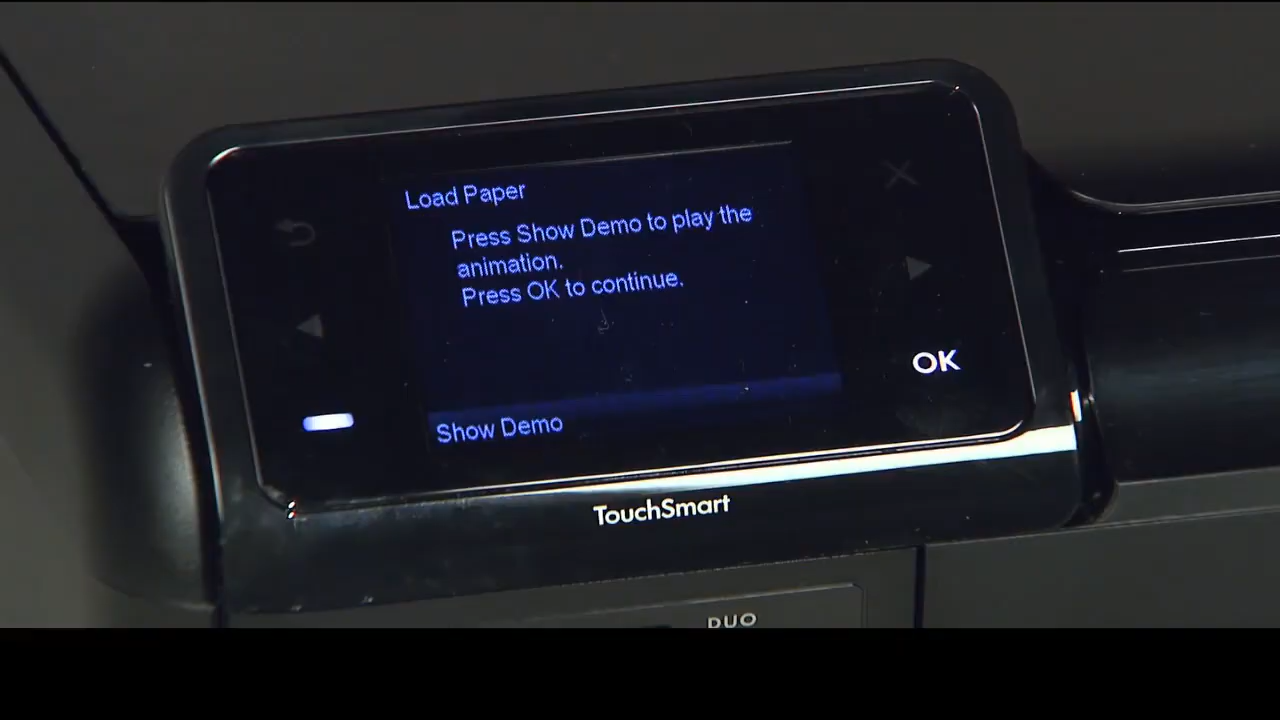 Load Paper
Press Show Demo to play the
animation.
Press OK to continue.
OK
Show Demo
TouchSmart
DUO